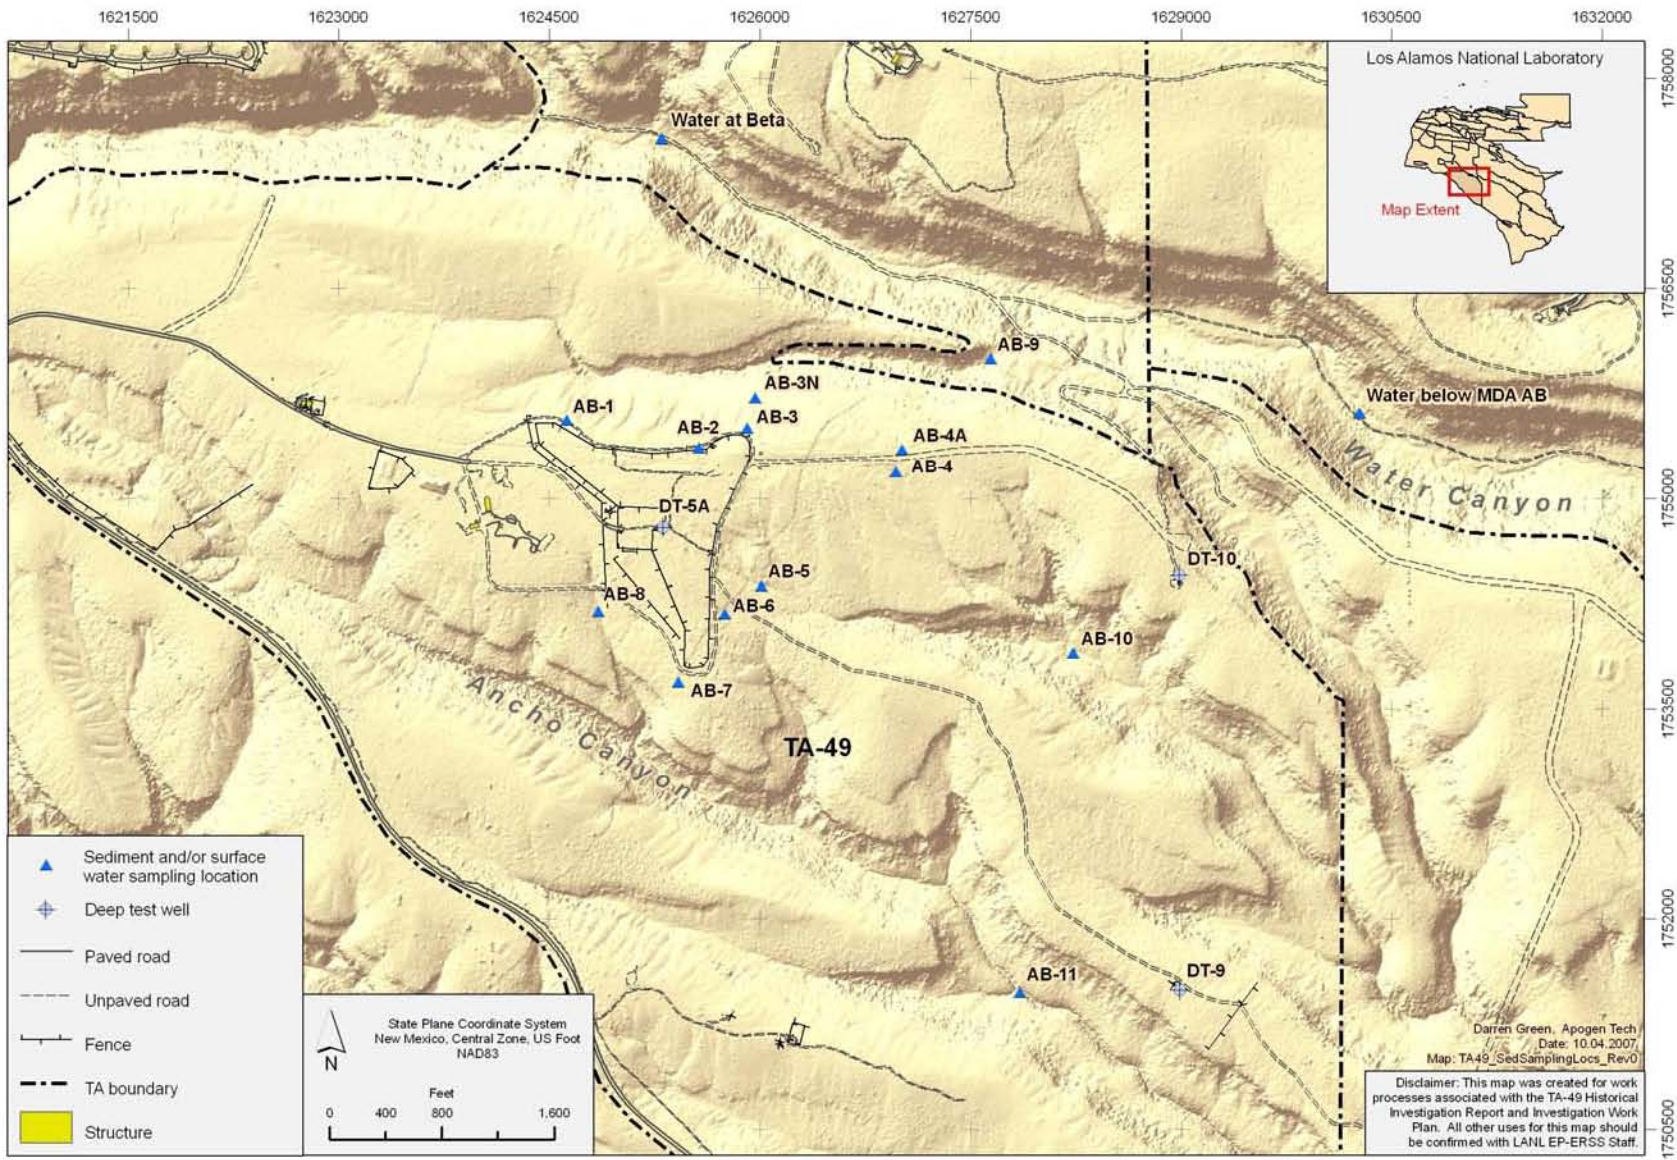 1621500 1623000 1624500 1626000 1627500 1629000 1630500 1632000
1758000
1756500
1755000
1753500
1752000
1750500
Los Alamos National Laboratory
Map Extent
Water at Beta
AB-9
AB-3N
AB-1
AB-3
AB-2
AB-4A
AB-4
Water below MDA AB
Water Canyon
DT-5A
DT-10
AB-5
AB-8
AB-6
AB-10
AB-7
Ancho Canyon
TA-49
AB-11
DT-9
Sediment and/or surface
water sampling location
Deep test well
Paved road
Unpaved road
Fence
TA boundary
Structure
N
State Plane Coordinate System
New Mexico, Central Zone, US Foot
NAD83
Feet
0 400 800 1,600
Darren Green, Apogen Tech
Date: 10.04.2007
Map: TA49_SedSamplingLocs_Rev0
Disclaimer: This map was created for work
processes associated with the TA-49 Historical
Investigation Report and Investigation Work
Plan. All other uses for this map should
be confirmed with LANL EP-ERSS Staff.